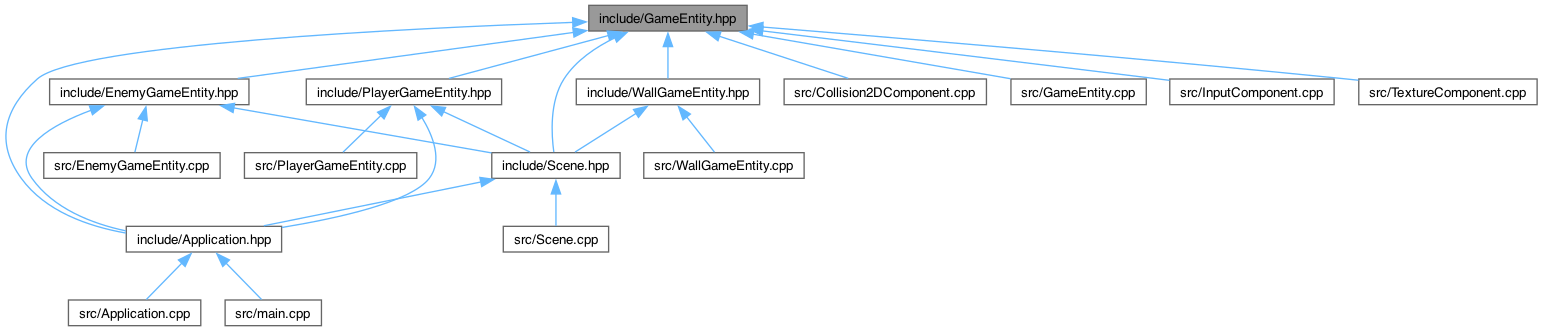 include/GameEntity.hpp
include/EnemyGameEntity.hpp
include/PlayerGameEntity.hpp
include/WallGameEntity.hpp
src/Collision2DComponent.cpp
src/GameEntity.cpp
src/InputComponent.cpp
src/TextureComponent.cpp
src/EnemyGameEntity.cpp
src/PlayerGameEntity.cpp
include/Scene.hpp
src/WallGameEntity.cpp
include/Application.hpp
src/Scene.cpp
src/Application.cpp
src/main.cpp